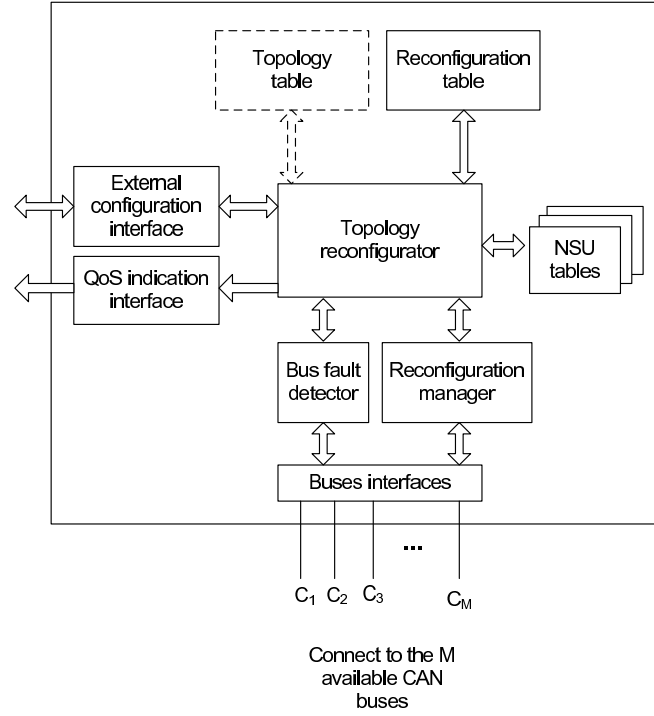 Topology
table
Reconfiguration
table
External
configuration
interface
Topology
reconfigurator
NSU
tables
QoS indication
interface
Bus fault
detector
Reconfiguration
manager
Buses interfaces
...
C1 C2 C3 CM
Connect to the M
available CAN
buses